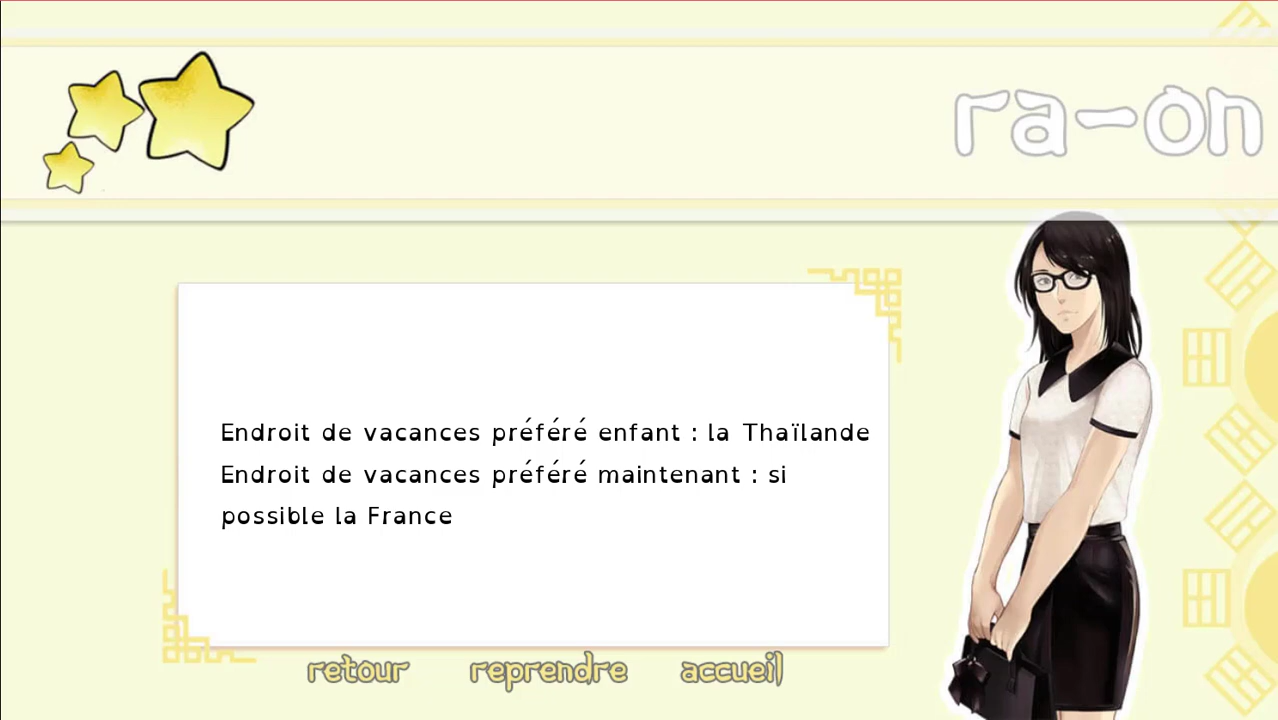 ra-on
Endroit de vacances préféré enfant : la Thaïlande
Endroit de vacances préféré maintenant : si
possible la France
retour reprendre accueil